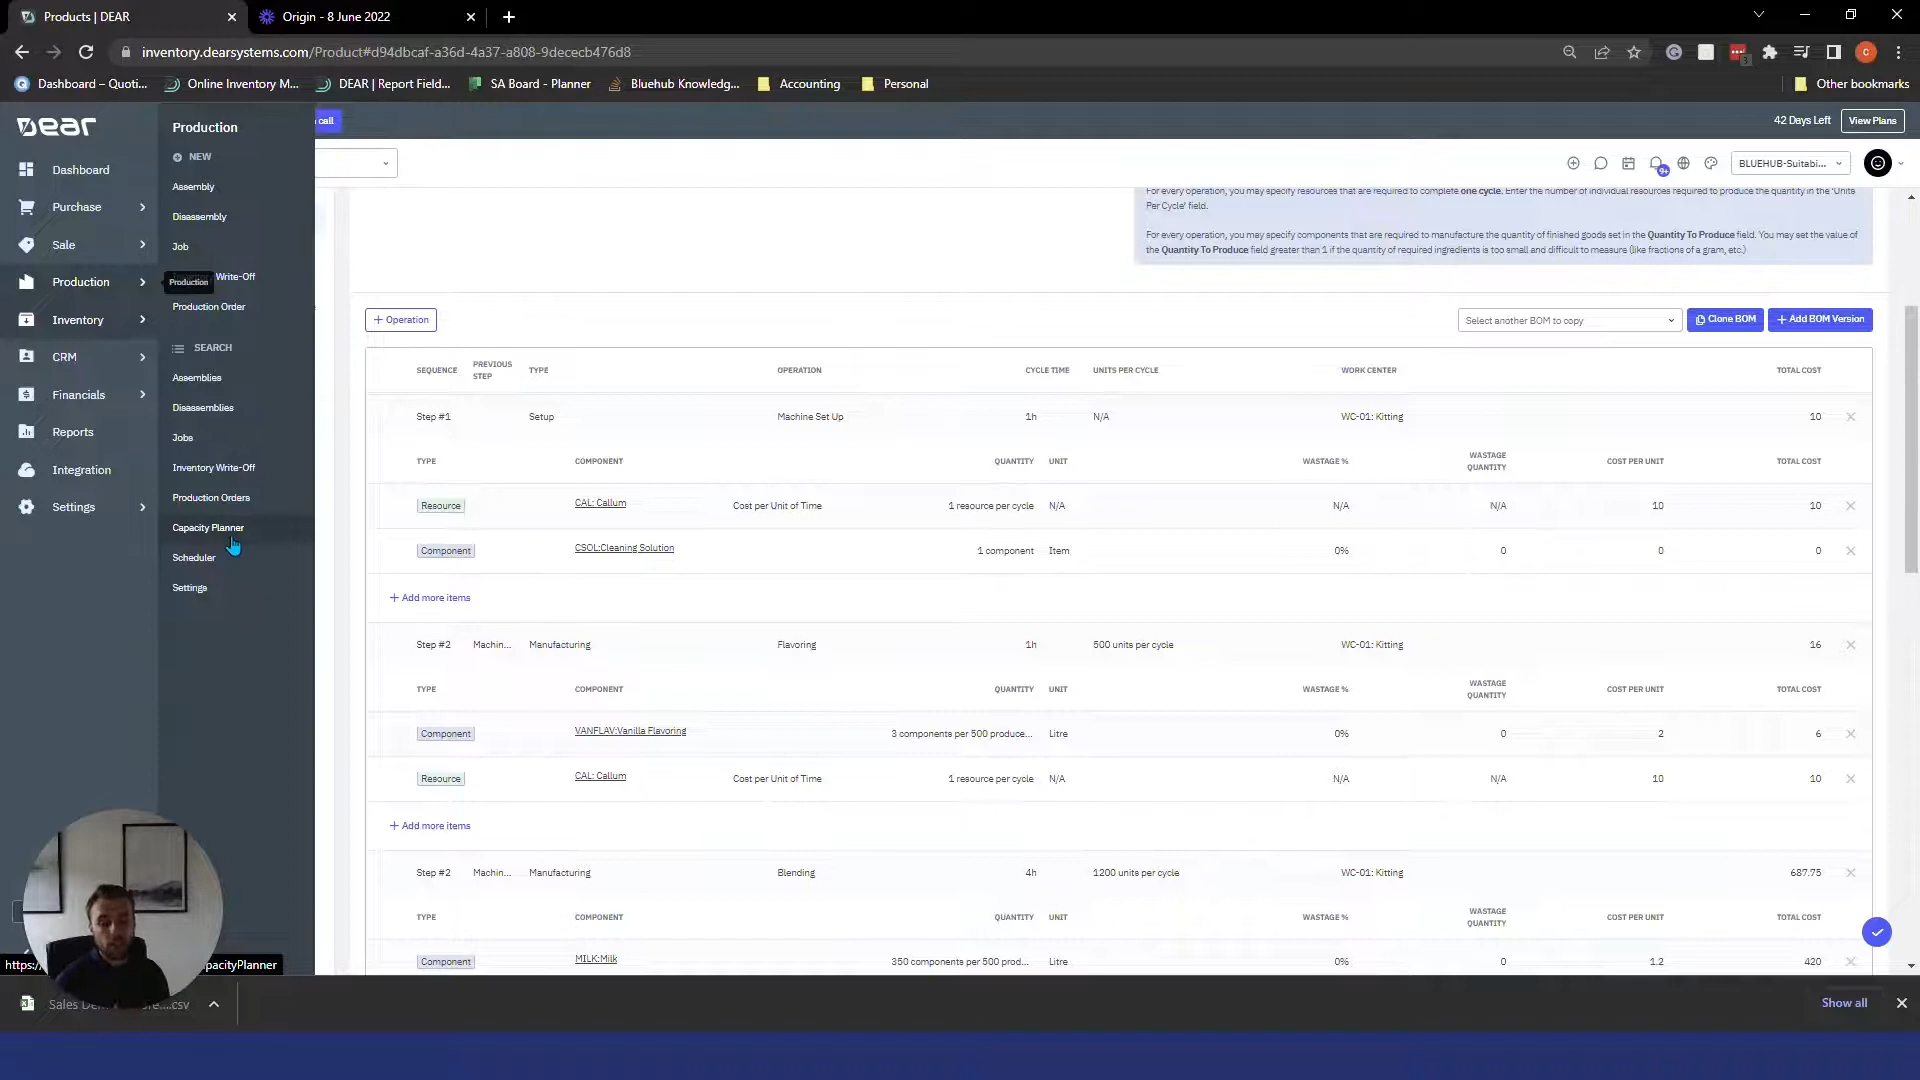 Products | DEAR
Origin - 8 June 2022
inventory.dearsystems.com/Product#d94dbcaf-a36d-4a37-a808-9dececb476d8
Dashboard – Quoti...
Online Inventory M...
DEAR | Report Field...
SA Board - Planner
Bluehub Knowledg...
Accounting
Personal
Other bookmarks
Dear
Production
call
42 Days Left
View Plans
BLUEHUB-Suitabi...
9+
Dashboard
Purchase
Sale
Production
Inventory
CRM
Financials
Reports
Integration
Settings
NEW
Assembly
Disassembly
Job
Write-Off
Production
Production Order
SEARCH
Assemblies
Disassemblies
Jobs
Inventory Write-Off
Production Orders
Capacity Planner
Scheduler
Settings
For every operation, you may specify resources that are required to complete one cycle. Enter the number of individual resources required to produce the quantity in the 'Units
Per Cycle' field.
For every operation, you may specify components that are required to manufacture the quantity of finished goods set in the Quantity To Produce field. You may set the value of
the Quantity To Produce field greater than 1 if the quantity of required ingredients is too small and difficult to measure (like fractions of a gram, etc.)
+ Operation
Select another BOM to copy
Clone BOM
+ Add BOM Version
SEQUENCE PREVIOUS STEP TYPE OPERATION CYCLE TIME UNITS PER CYCLE WORK CENTER TOTAL COST
Step #1 Setup Machine Set Up 1h N/A WC-01: Kitting 10
TYPE COMPONENT QUANTITY UNIT WASTAGE % WASTAGE QUANTITY COST PER UNIT TOTAL COST
Resource CAL: Callum Cost per Unit of Time 1 resource per cycle N/A N/A N/A 10 10
Component CSOL:Cleaning Solution 1 component Item 0% 0 0 0
+ Add more items
Step #2 Machin... Manufacturing Flavoring 1h 500 units per cycle WC-01: Kitting 16
TYPE COMPONENT QUANTITY UNIT WASTAGE % WASTAGE QUANTITY COST PER UNIT TOTAL COST
Component VANFLAV:Vanilla Flavoring 3 components per 500 produce... Litre 0% 0 2 6
Resource CAL: Callum Cost per Unit of Time 1 resource per cycle N/A N/A N/A 10 10
+ Add more items
Step #2 Machin... Manufacturing Blending 4h 1200 units per cycle WC-01: Kitting 687.75
TYPE COMPONENT QUANTITY UNIT WASTAGE % WASTAGE QUANTITY COST PER UNIT TOTAL COST
Component MILK:Milk 350 components per 500 prod... Litre 0% 0 1.2 420
https:/
pacityPlanner
Sales De
.csv
Show all